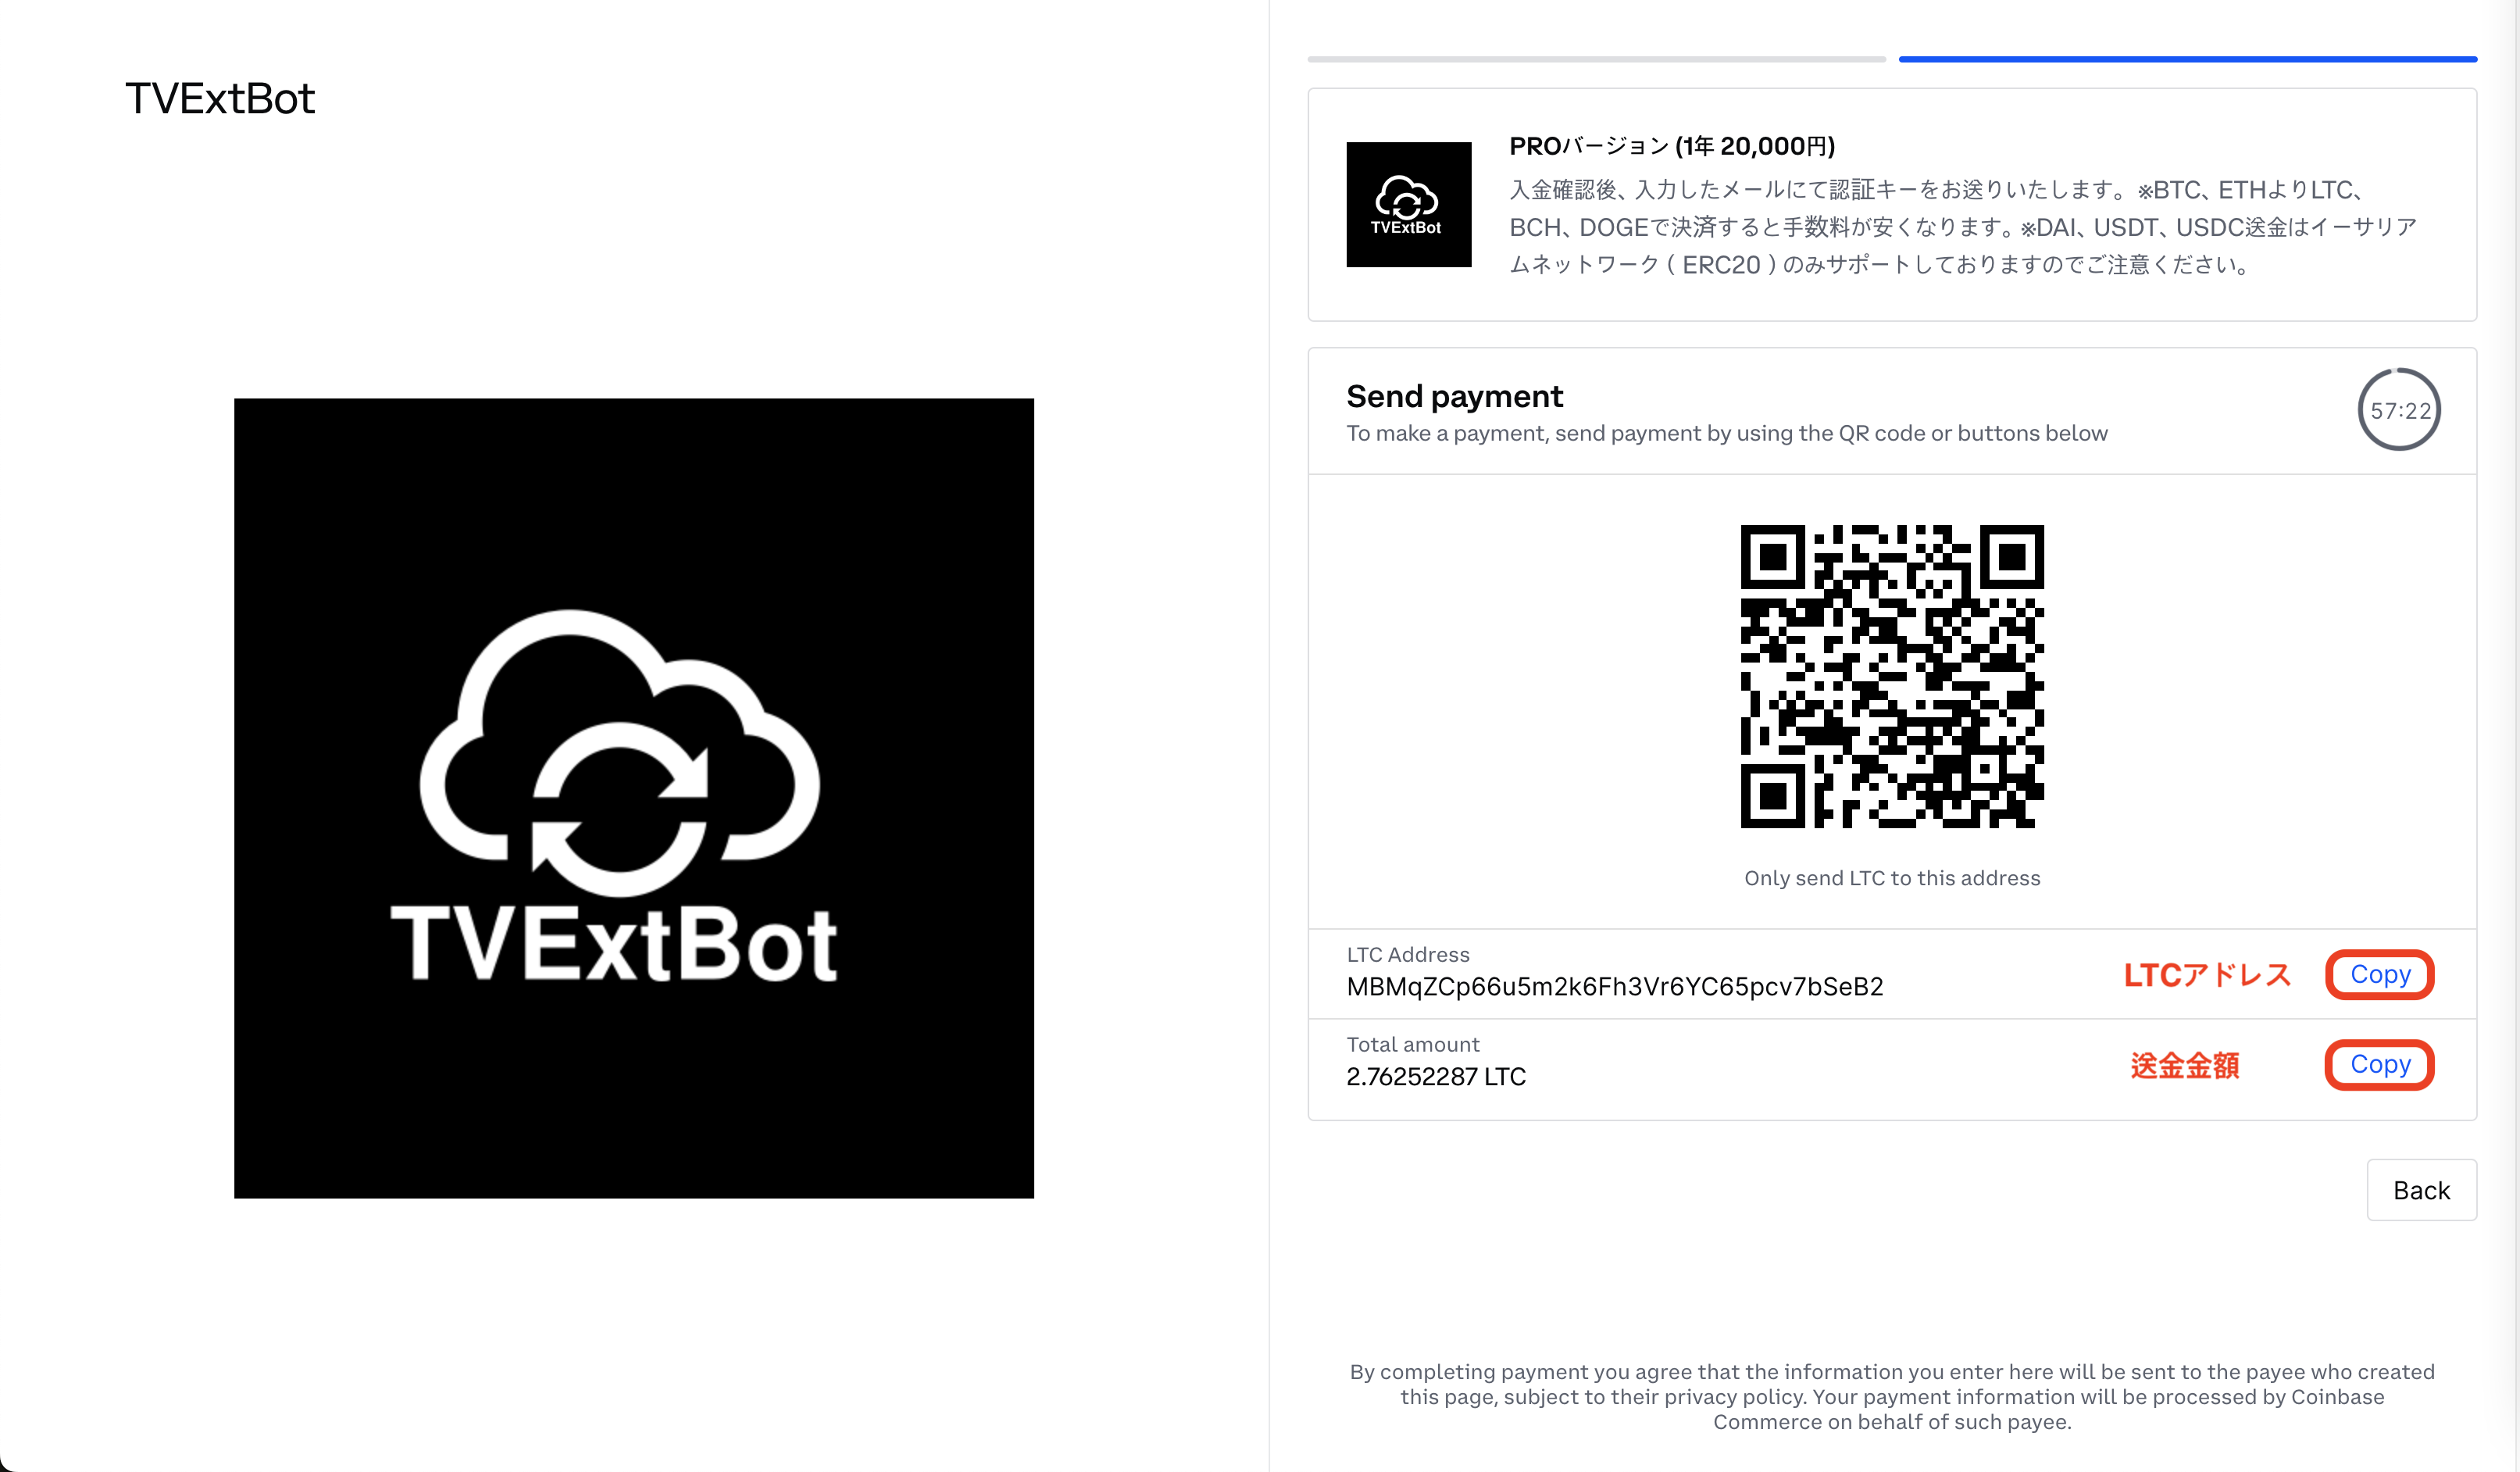 TVExtBot
TVExtBot
TVExtBot
PROバージョン (1年 20,000円)
入金確認後、入力したメールにて認証キーをお送りいたします。※BTC、ETHよりLTC、
BCH、DOGEで決済すると手数料が安くなります。※DAI、USDT、USDC送金はイーサリア
ムネットワーク ( ERC20 ) のみサポートしておりますのでご注意ください。
Send payment
To make a payment, send payment by using the QR code or buttons below
57:22
Only send LTC to this address
LTC Address
MBMqZCp66u5m2k6Fh3Vr6YC65pcv7bSeB2
LTCアドレス
Copy
Total amount
2.76252287 LTC
送金金額
Copy
Back
By completing payment you agree that the information you enter here will be sent to the payee who created
this page, subject to their privacy policy. Your payment information will be processed by Coinbase
Commerce on behalf of such payee.